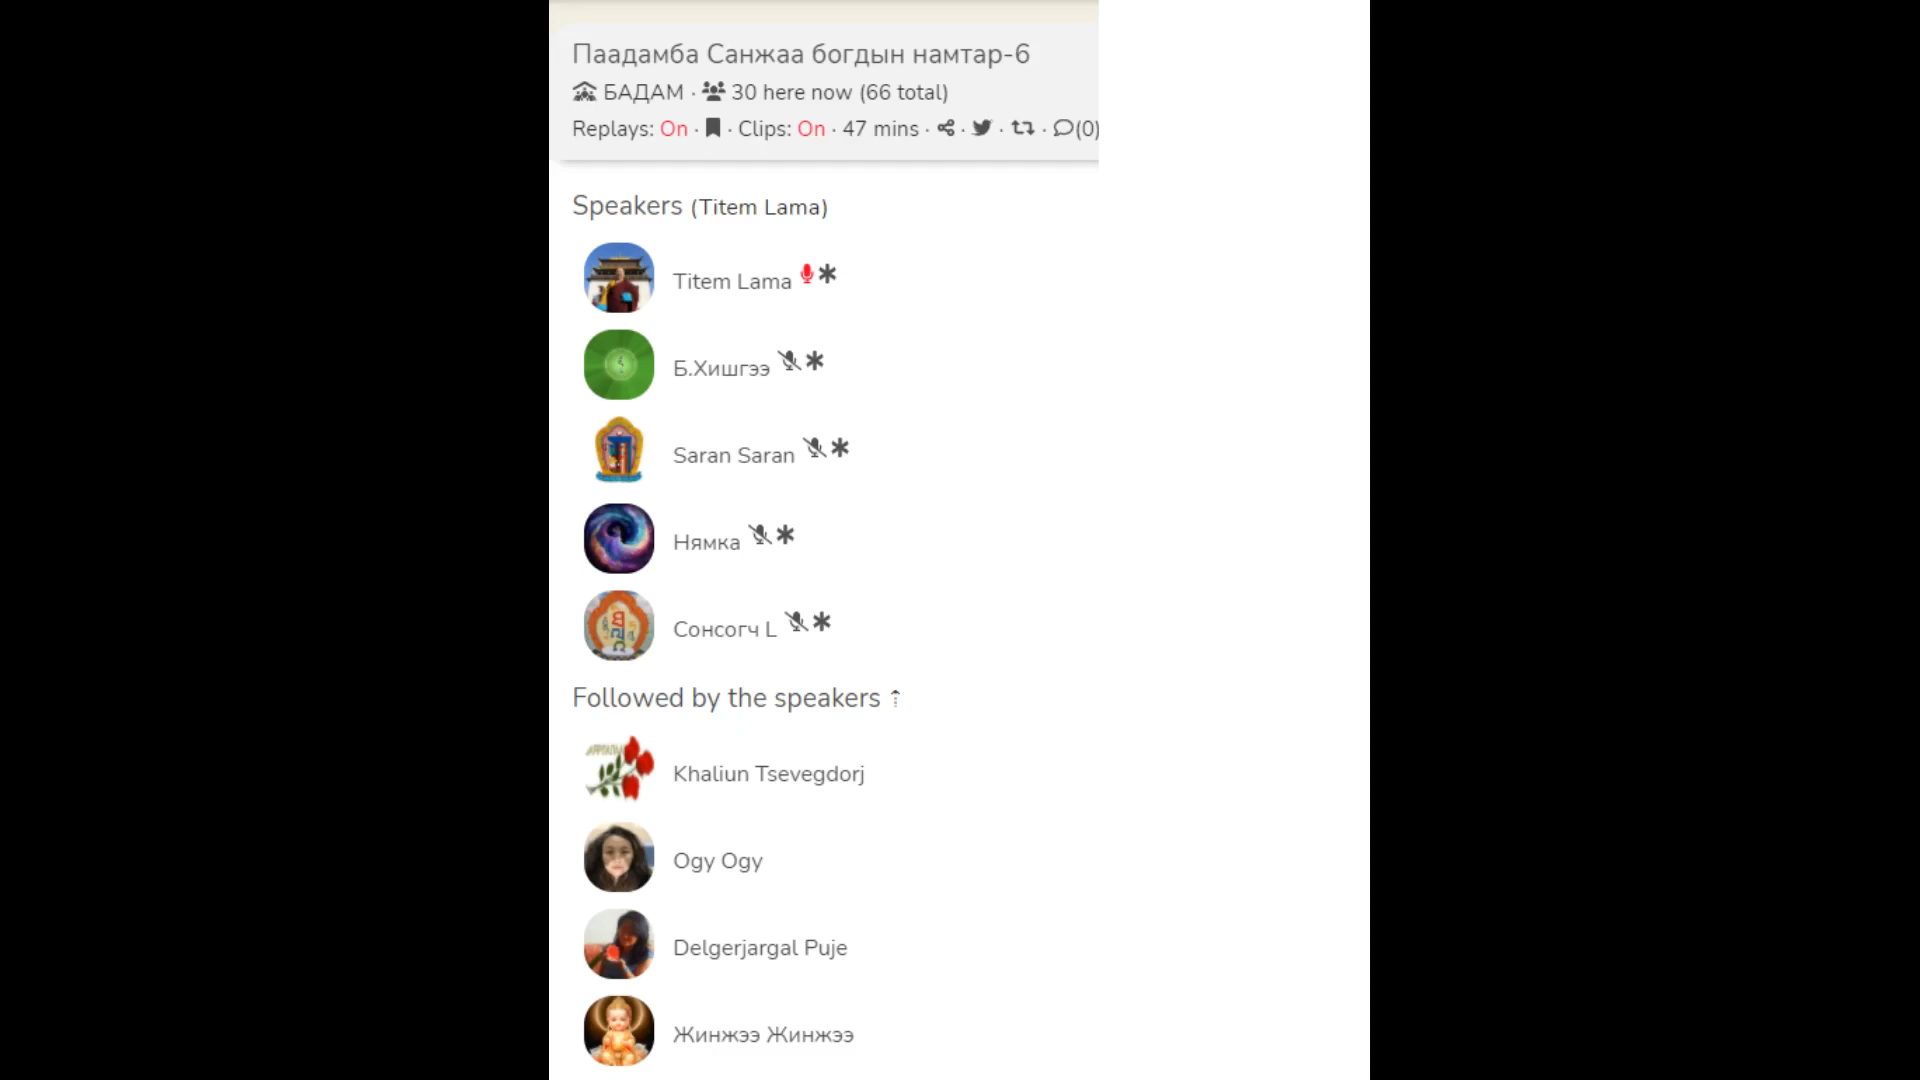 Паадамба Санжаа богдын намтар-6
БАДАМ · 30 here now (66 total)
Replays: On · · Clips: On · 47 mins · · · · (0)
Speakers (Titem Lama)
Titem Lama
Б.Хишгээ
Saran Saran
Нямка
Сонсогч L
Followed by the speakers ⇡
Khaliun Tsevegdorj
Ogy Ogy
Delgerjargal Puje
Жинжээ Жинжээ